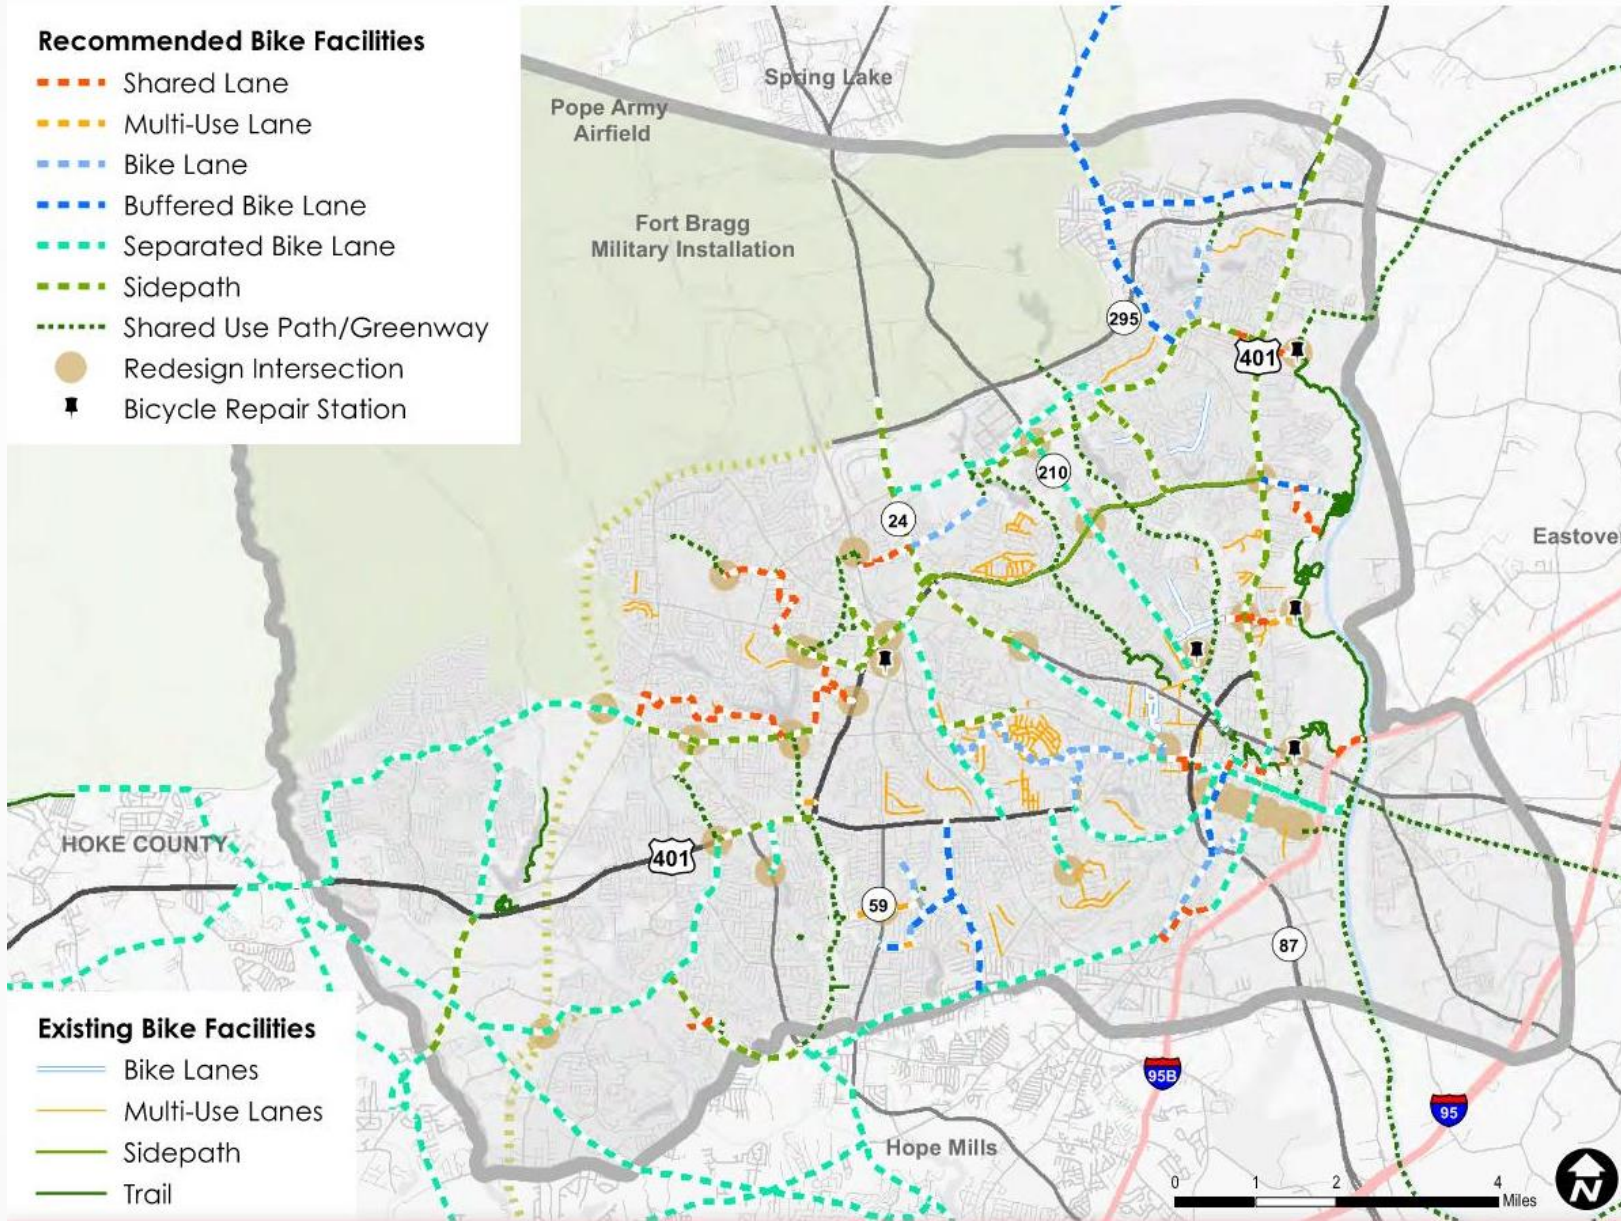 Recommended Bike Facilities
Shared Lane
Multi-Use Lane
Bike Lane
Buffered Bike Lane
Separated Bike Lane
Sidepath
Shared Use Path/Greenway
Redesign Intersection
Bicycle Repair Station
Spring Lake
Pope Army
Airfield
Fort Bragg
Military Installation
295
401
210
24
Eastove
HOKE COUNTY
401
59
87
Existing Bike Facilities
Bike Lanes
Multi-Use Lanes
Sidepath
Trail
95B
95
Hope Mills
0 1 2 4
Miles
N